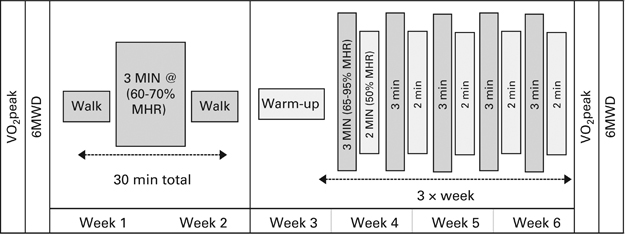 VO₂peak
6MWD
Walk
3 MIN @
(60-70%
MHR)
Walk
30 min total
Warm-up
3 MIN (65-95% MHR)
2 MIN (50% MHR)
3 min
2 min
3 min
2 min
3 min
2 min
3 min
2 min
3 × week
VO₂peak
6MWD
Week 1
Week 2
Week 3
Week 4
Week 5
Week 6